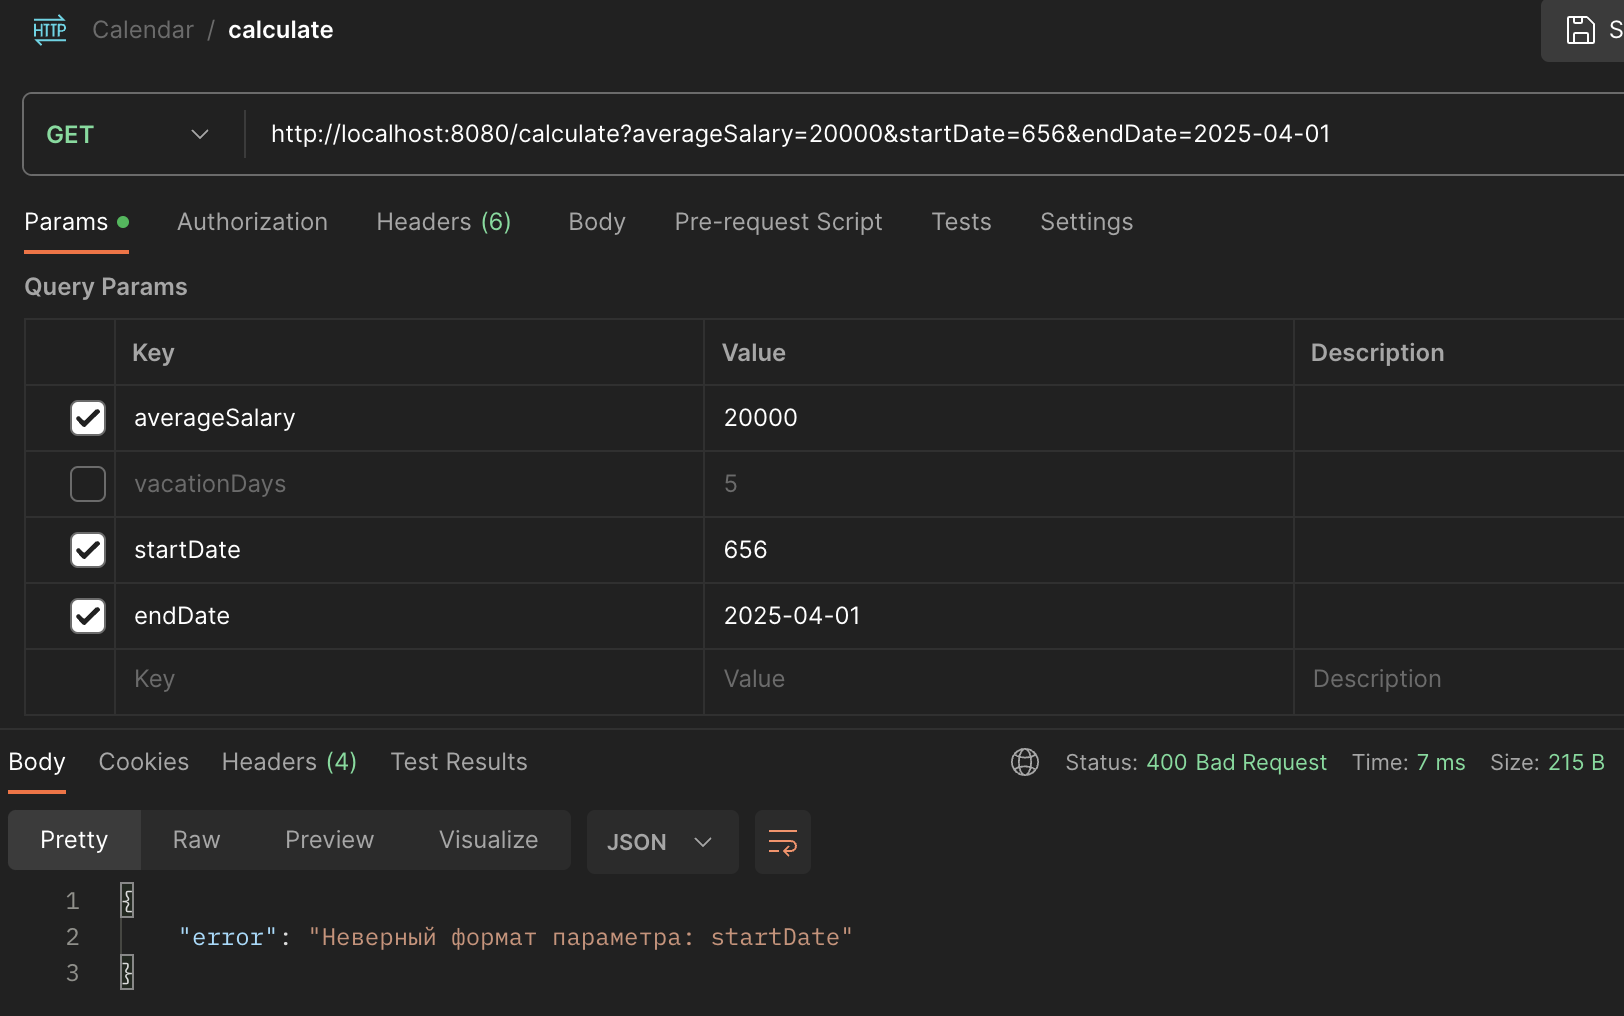 HTTP Calendar / calculate S
GET http://localhost:8080/calculate?averageSalary=20000&startDate=656&endDate=2025-04-01
Params Authorization Headers (6) Body Pre-request Script Tests Settings
Query Params
Key Value Description
averageSalary 20000
vacationDays 5
startDate 656
endDate 2025-04-01
Key Value Description
Body Cookies Headers (4) Test Results Status: 400 Bad Request Time: 7 ms Size: 215 B
Pretty Raw Preview Visualize JSON
1 {
2 "error": "Неверный формат параметра: startDate"
3 }